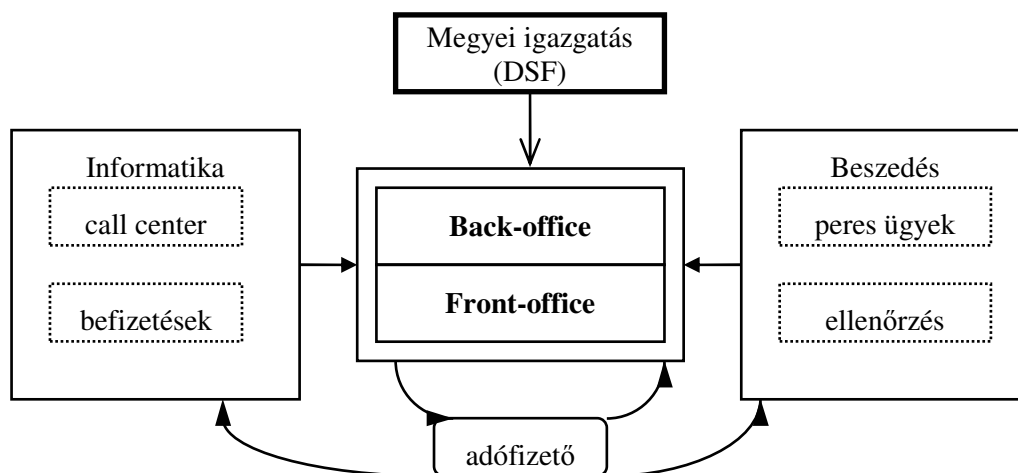 Megyei igazgatás
(DSF)
Informatika
call center
befizetések
Back-office
Front-office
Beszedés
peres ügyek
ellenőrzés
adófizető